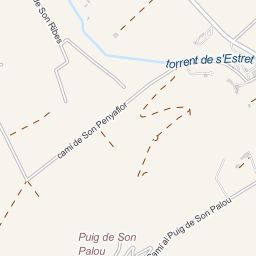 de Son Ribes
torrent de s'Estret
camí de Son Penyaflor
Camí al Puig de Son Palou
Puig de Son
Palou